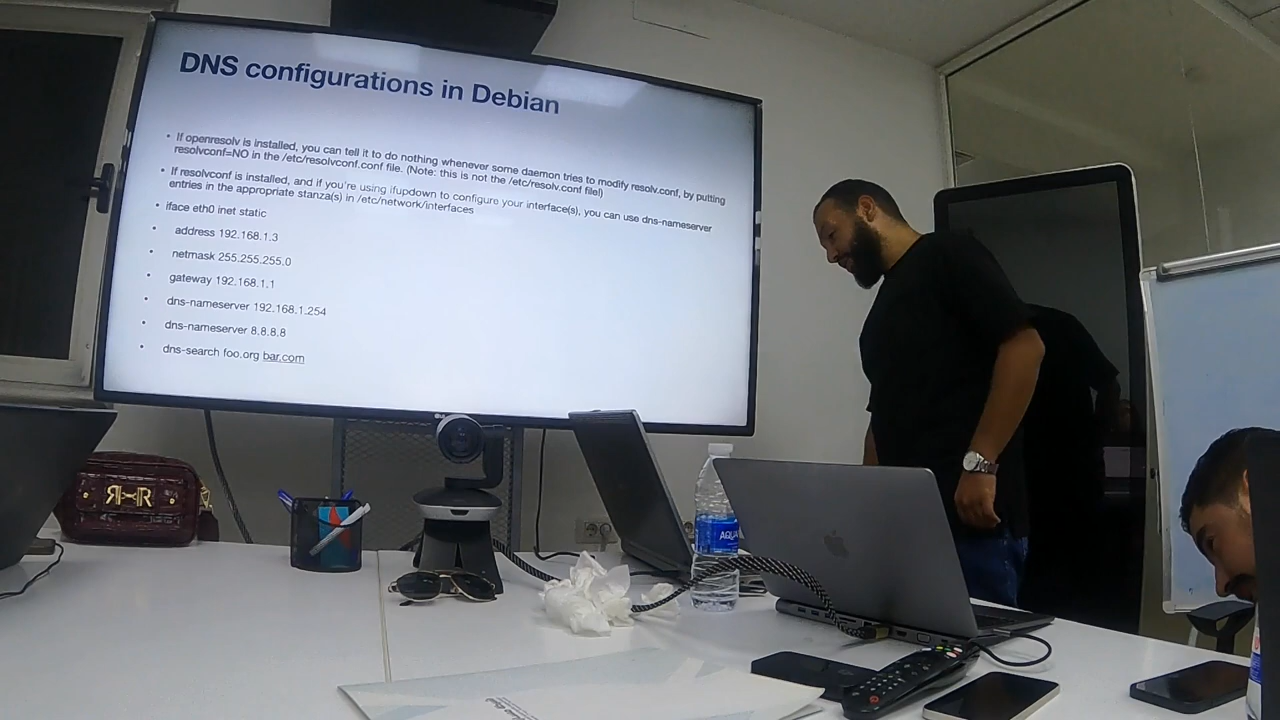 DNS configurations in Debian
• If openresolv is installed, you can tell it to do nothing whenever some daemon tries to modify resolv.conf, by putting
resolvconf=NO in the /etc/resolvconf.conf file. (Note: this is not the /etc/resolv.conf file!)
• If resolvconf is installed, and if you're using ifupdown to configure your interface(s), you can use dns-nameserver
entries in the appropriate stanza(s) in /etc/network/interfaces
• iface eth0 inet static
• address 192.168.1.3
• netmask 255.255.255.0
• gateway 192.168.1.1
• dns-nameserver 192.168.1.254
• dns-nameserver 8.8.8.8
• dns-search foo.org bar.com